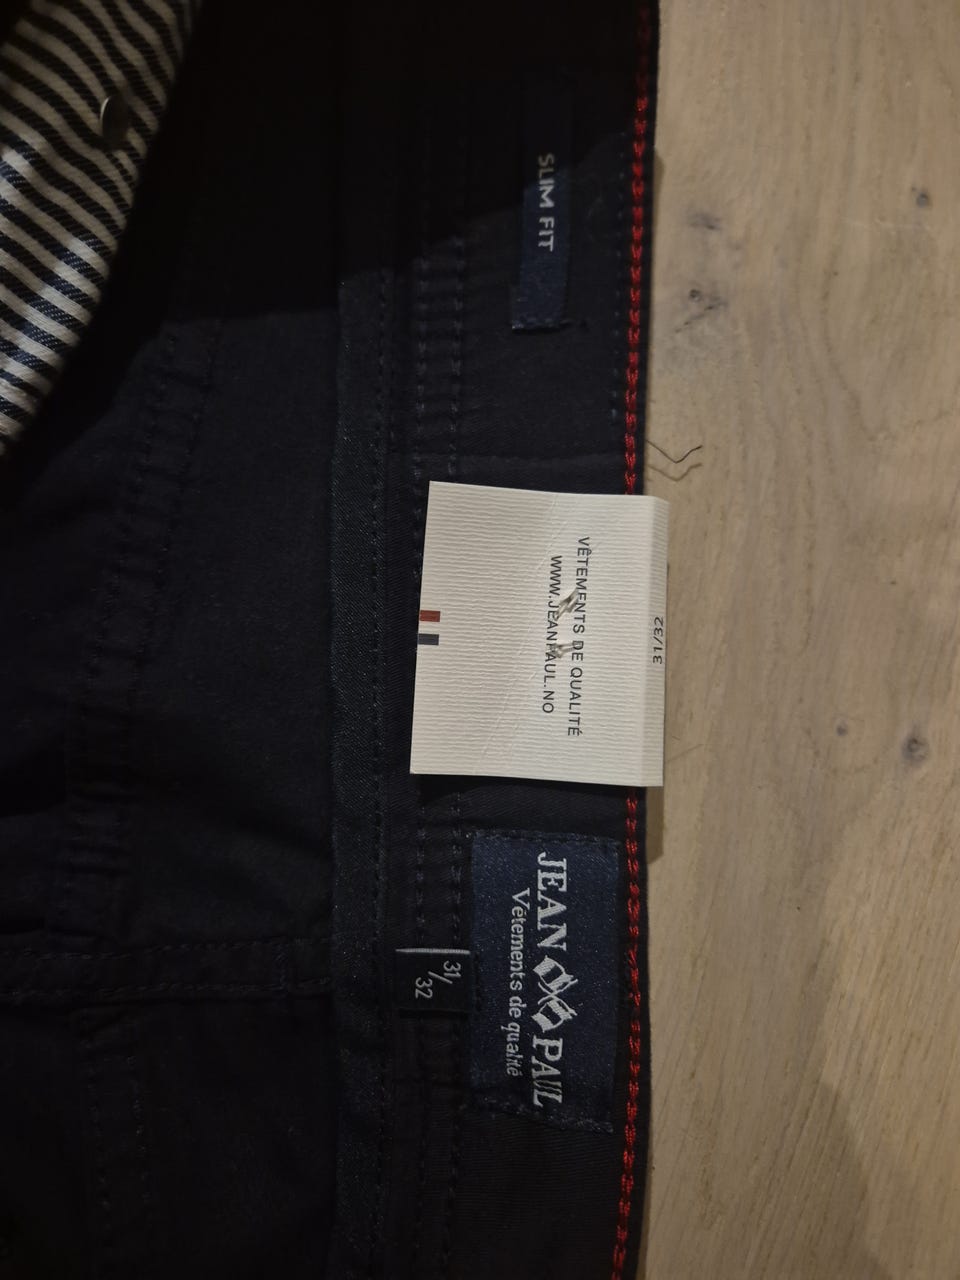 SLIM FIT
31/32
VÊTEMENTS DE QUALITÉ
WWW.JEANPAUL.NO
JEAN PAUL
Vêtements de qualité
31/
32